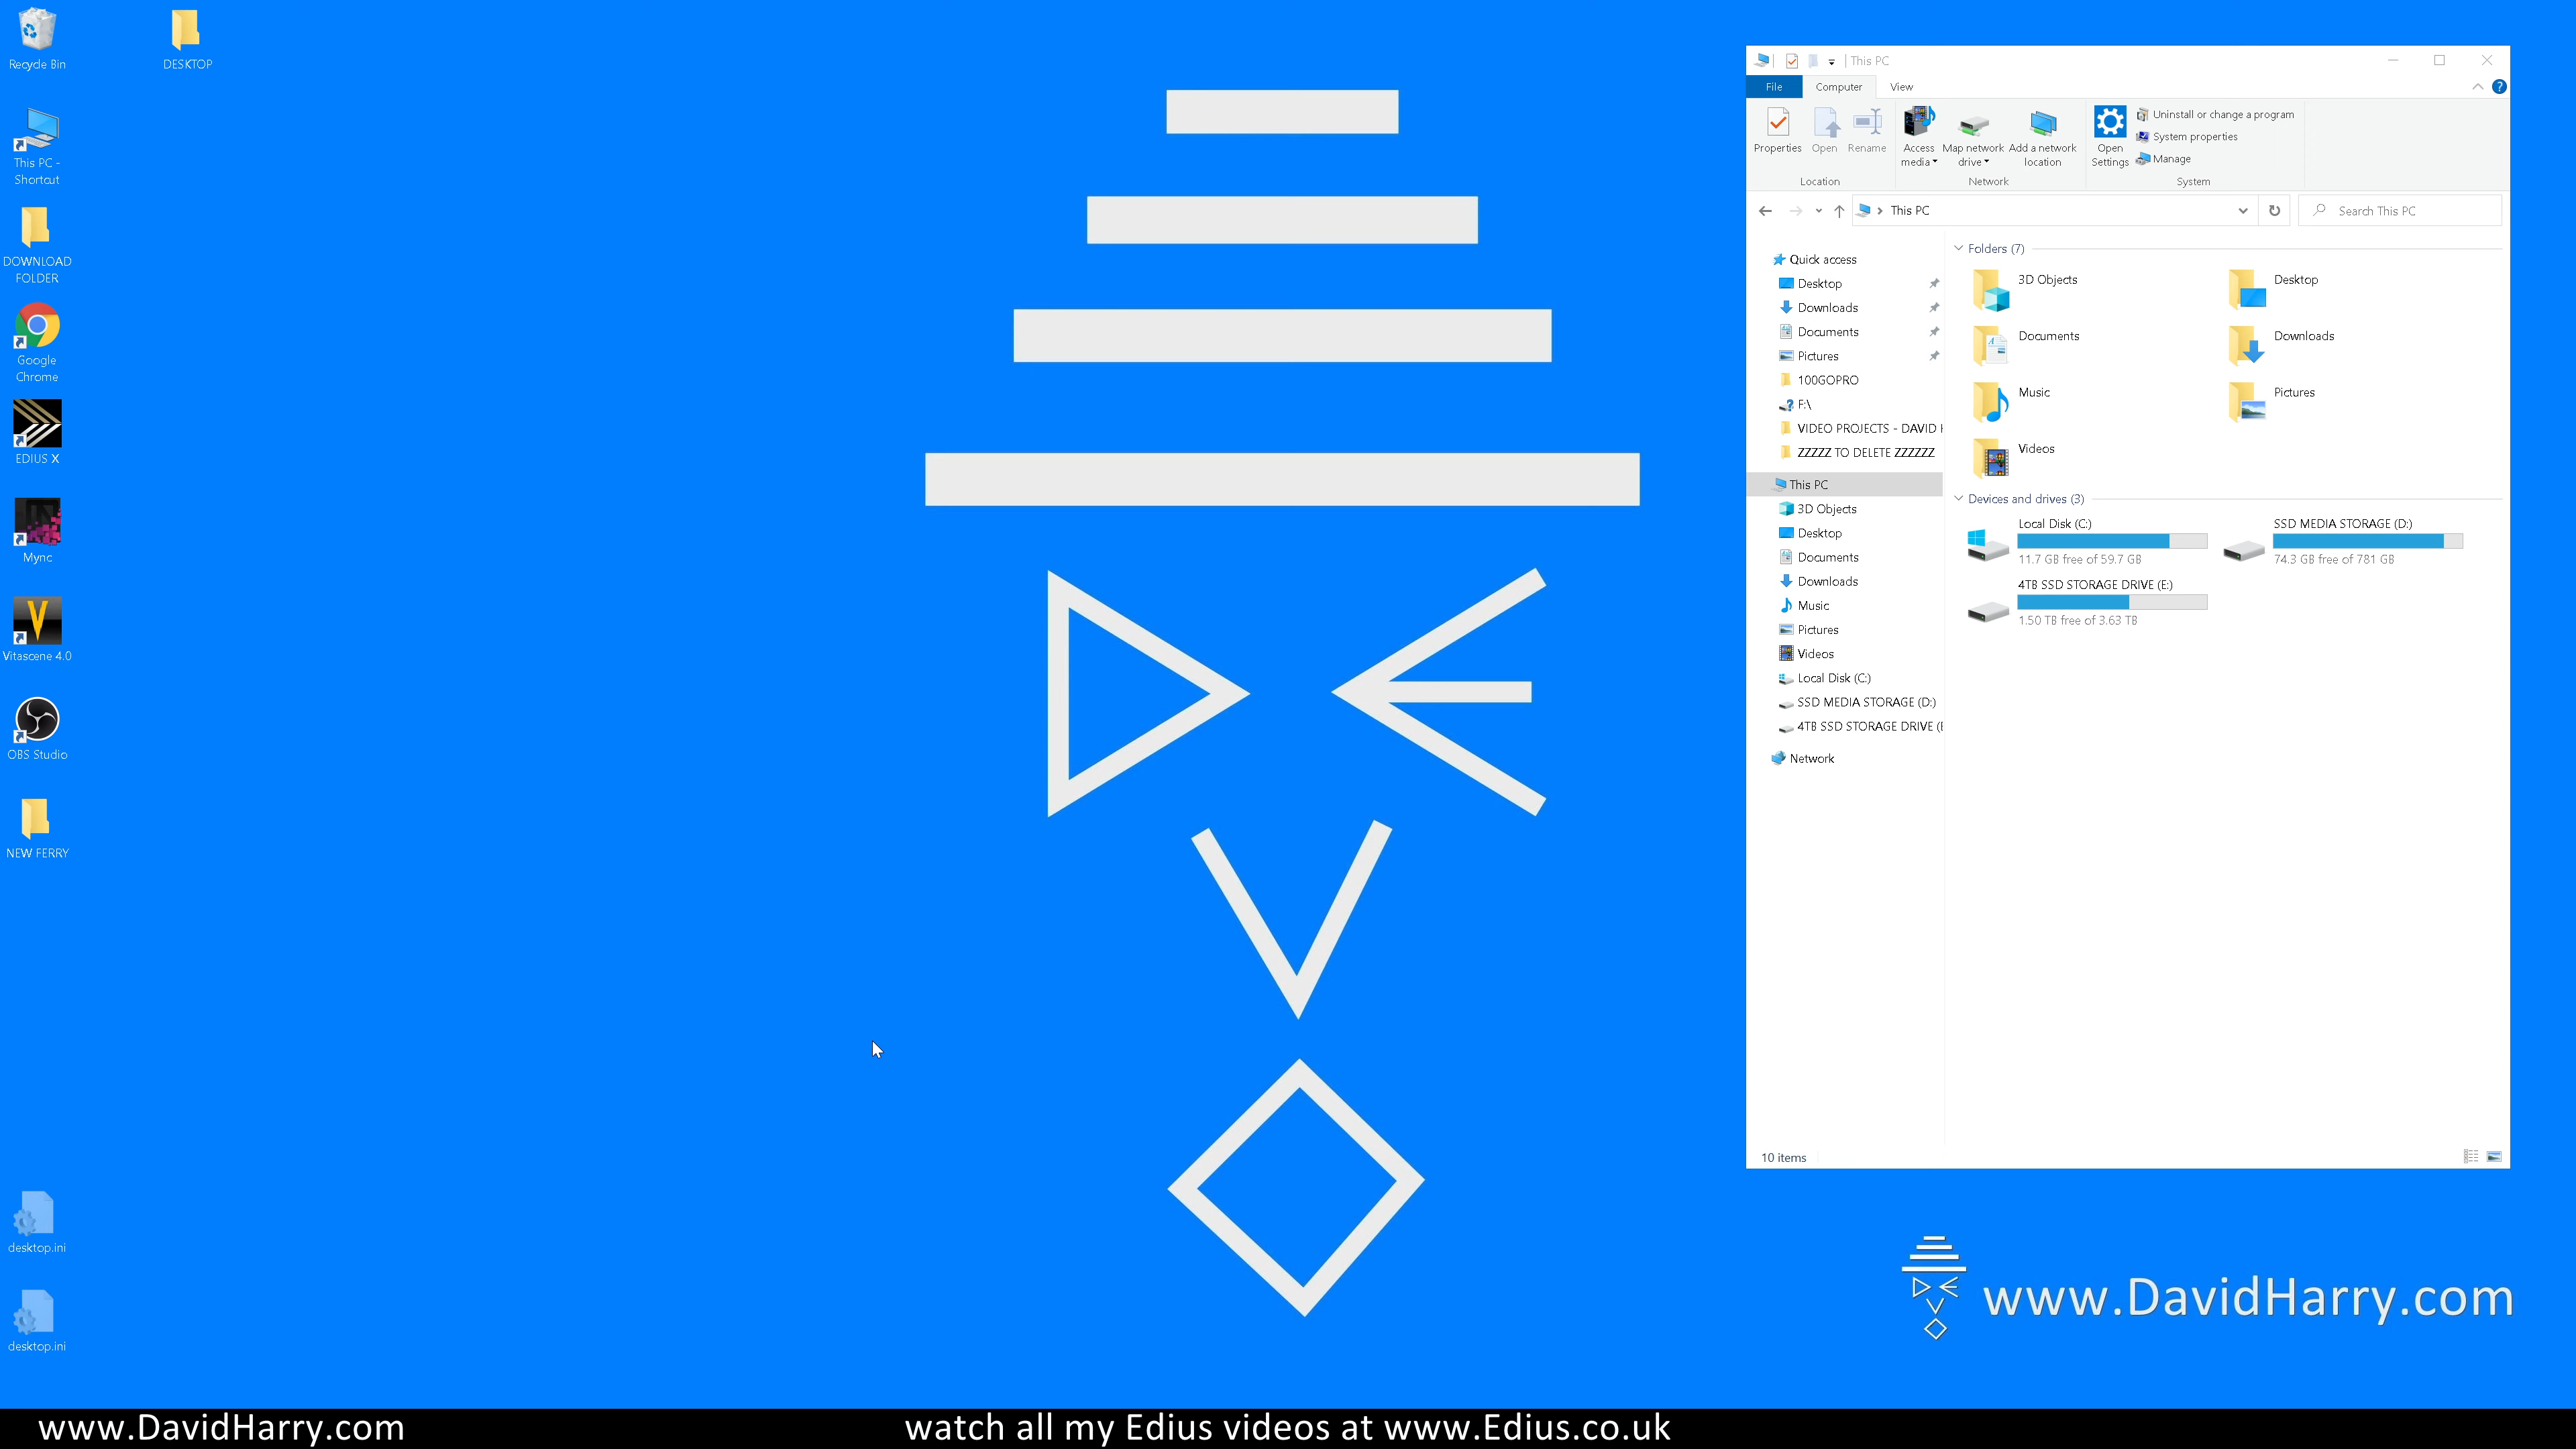 Recycle Bin
DESKTOP
This PC -
Shortcut
DOWNLOAD
FOLDER
Google
Chrome
EDIUS X
Mync
Vitascene 4.0
OBS Studio
NEW FERRY
desktop.ini
desktop.ini
This PC
File
Computer
View
Properties
Open
Rename
Access
media
Map network
drive
Add a network
location
Open
Settings
Uninstall or change a program
System properties
Manage
Location
Network
System
This PC
Search This PC
Quick access
Desktop
Downloads
Documents
Pictures
100GOPRO
F:\
VIDEO PROJECTS - DAVID
ZZZZZ TO DELETE ZZZZZZ
This PC
3D Objects
Desktop
Documents
Downloads
Music
Pictures
Videos
Local Disk (C:)
SSD MEDIA STORAGE (D:)
4TB SSD STORAGE DRIVE (E
Network
Folders (7)
3D Objects
Desktop
Documents
Downloads
Music
Pictures
Videos
Devices and drives (3)
Local Disk (C:)
11.7 GB free of 59.7 GB
SSD MEDIA STORAGE (D:)
74.3 GB free of 781 GB
4TB SSD STORAGE DRIVE (E:)
1.50 TB free of 3.63 TB
10 items
www.DavidHarry.com
www.DavidHarry.com
watch all my Edius videos at www.Edius.co.uk